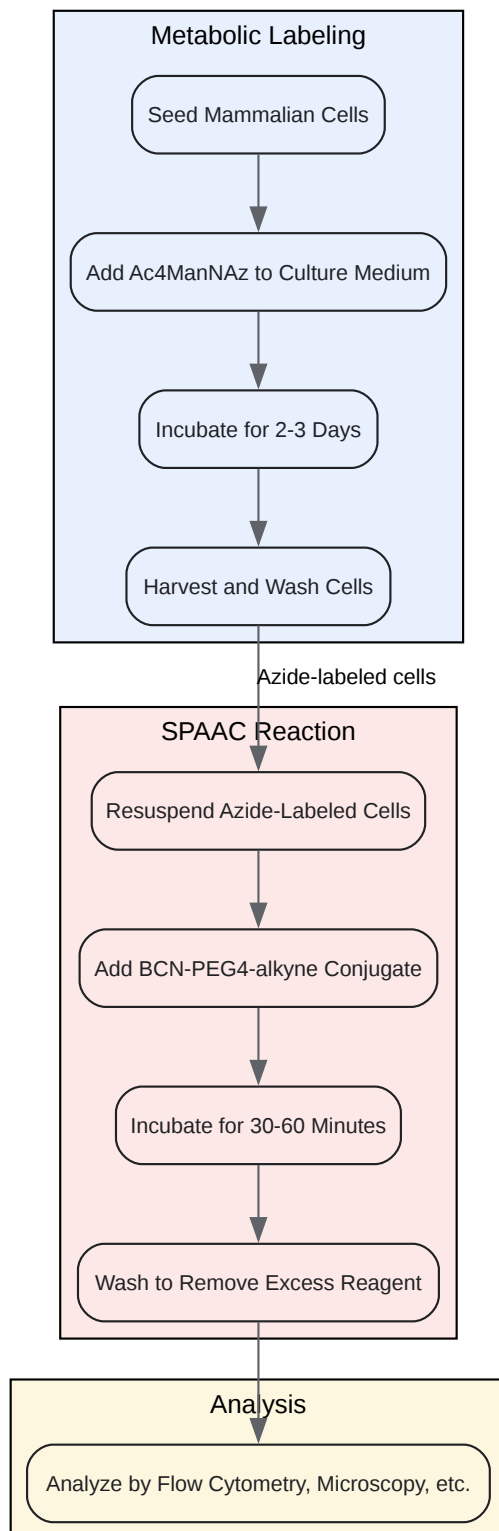 Metabolic Labeling
Seed Mammalian Cells
Add Ac4ManNAz to Culture Medium
Incubate for 2-3 Days
Harvest and Wash Cells
Azide-labeled cells
SPAAC Reaction
Resuspend Azide-Labeled Cells
Add BCN-PEG4-alkyne Conjugate
Incubate for 30-60 Minutes
Wash to Remove Excess Reagent
Analysis
Analyze by Flow Cytometry, Microscopy, etc.